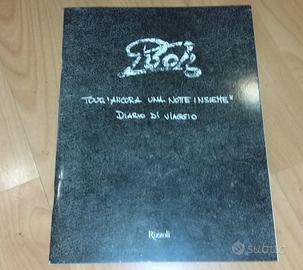 Pooh
TOUR "ANCORA UNA NOTTE INSIEME"
DIARIO DI VIAGGIO
Rizzoli
subito